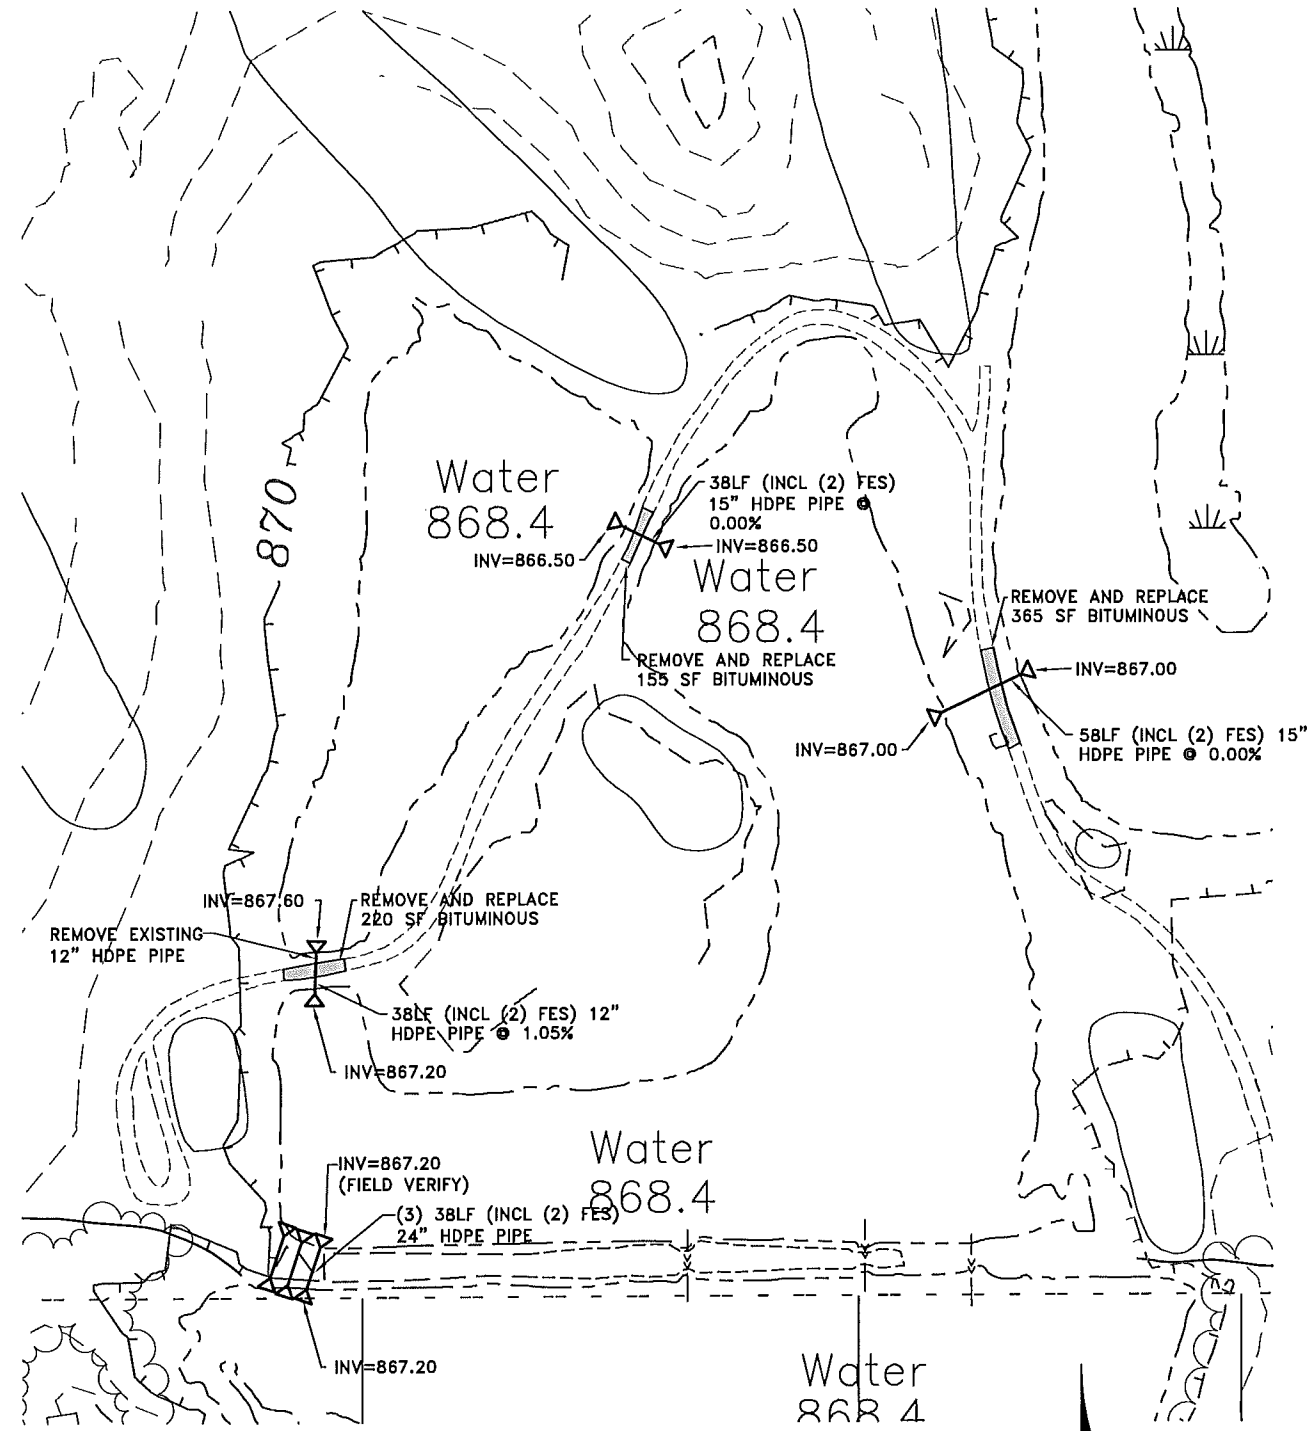 870
Water
868.4
38LF (INCL (2) FES)
15" HDPE PIPE @
0.00%
INV=866.50
INV=866.50
Water
868.4
REMOVE AND REPLACE
155 SF BITUMINOUS
REMOVE AND REPLACE
365 SF BITUMINOUS
INV=867.00
INV=867.00
58LF (INCL (2) FES) 15"
HDPE PIPE @ 0.00%
INV=867.60
REMOVE AND REPLACE
220 SF BITUMINOUS
REMOVE EXISTING
12" HDPE PIPE
38LF (INCL (2) FES) 12"
HDPE PIPE @ 1.05%
INV=867.20
Water
868.4
INV=867.20
(FIELD VERIFY)
(3) 38LF (INCL (2) FES)
24" HDPE PIPE
INV=867.20
Water
868.4